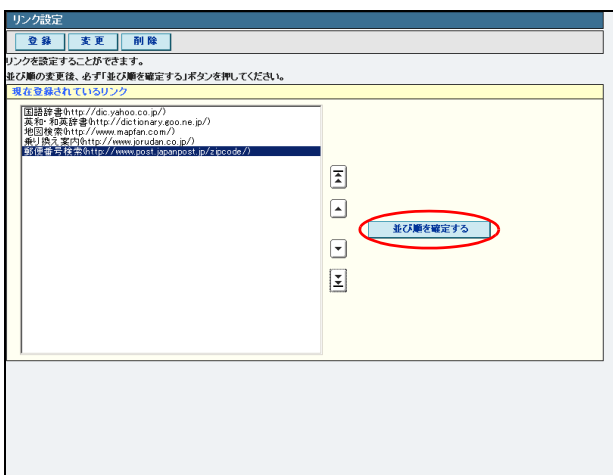 リンク設定
登録 変更 削除
リンクを設定することができます。
並び順の変更後、必ず「並び順を確定する」ボタンを押してください。
現在登録されているリンク
国語辞書(http://dic.yahoo.co.jp/)
英和・和英辞書(http://dictionary.goo.ne.jp/)
地図検索(http://www.mapfan.com/)
乗り換え案内(http://www.jorudan.co.jp/)
郵便番号検索(http://www.post.japanpost.jp/zipcode/)
並び順を確定する